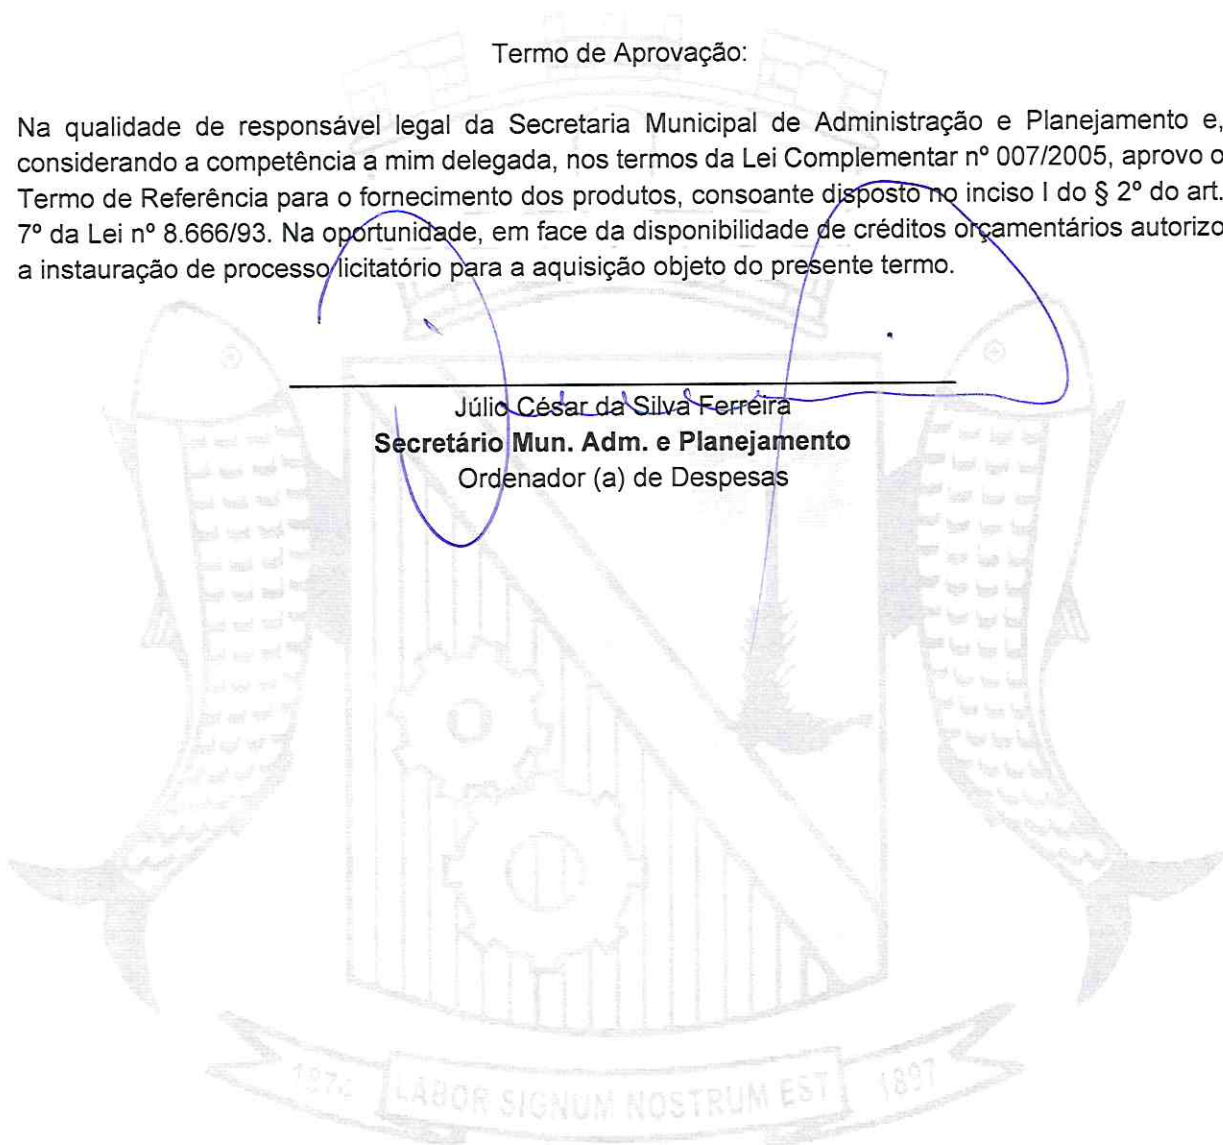 Termo de Aprovação:
Na qualidade de responsável legal da Secretaria Municipal de Administração e Planejamento e,
considerando a competência a mim delegada, nos termos da Lei Complementar nº 007/2005, aprovo o
Termo de Referência para o fornecimento dos produtos, consoante disposto no inciso I do § 2º do art.
7º da Lei nº 8.666/93. Na oportunidade, em face da disponibilidade de créditos orçamentários autorizo
a instauração de processo licitatório para a aquisição objeto do presente termo.
Júlio César da Silva Ferreira
Secretário Mun. Adm. e Planejamento
Ordenador (a) de Despesas
1874 LABOR SIGNUM NOSTRUM EST 1897